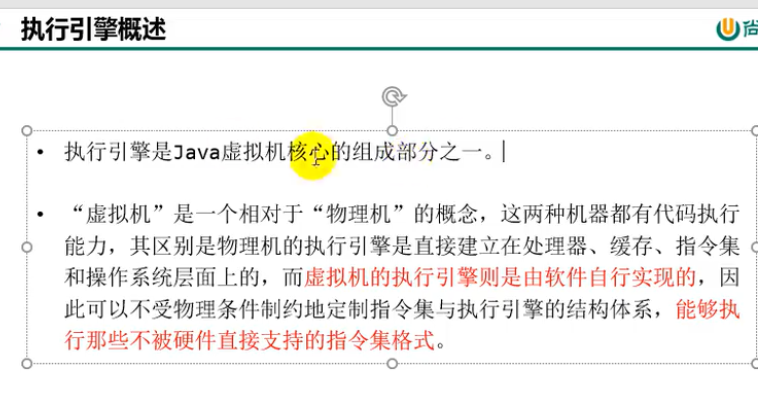 执行引擎概述
尚
• 执行引擎是Java虚拟机核心的组成部分之一。
• “虚拟机”是一个相对于“物理机”的概念，这两种机器都有代码执行
能力，其区别是物理机的执行引擎是直接建立在处理器、缓存、指令集
和操作系统层面上的，而虚拟机的执行引擎则是由软件自行实现的，因
此可以不受物理条件制约地定制指令集与执行引擎的结构体系，能够执
行那些不被硬件直接支持的指令集格式。